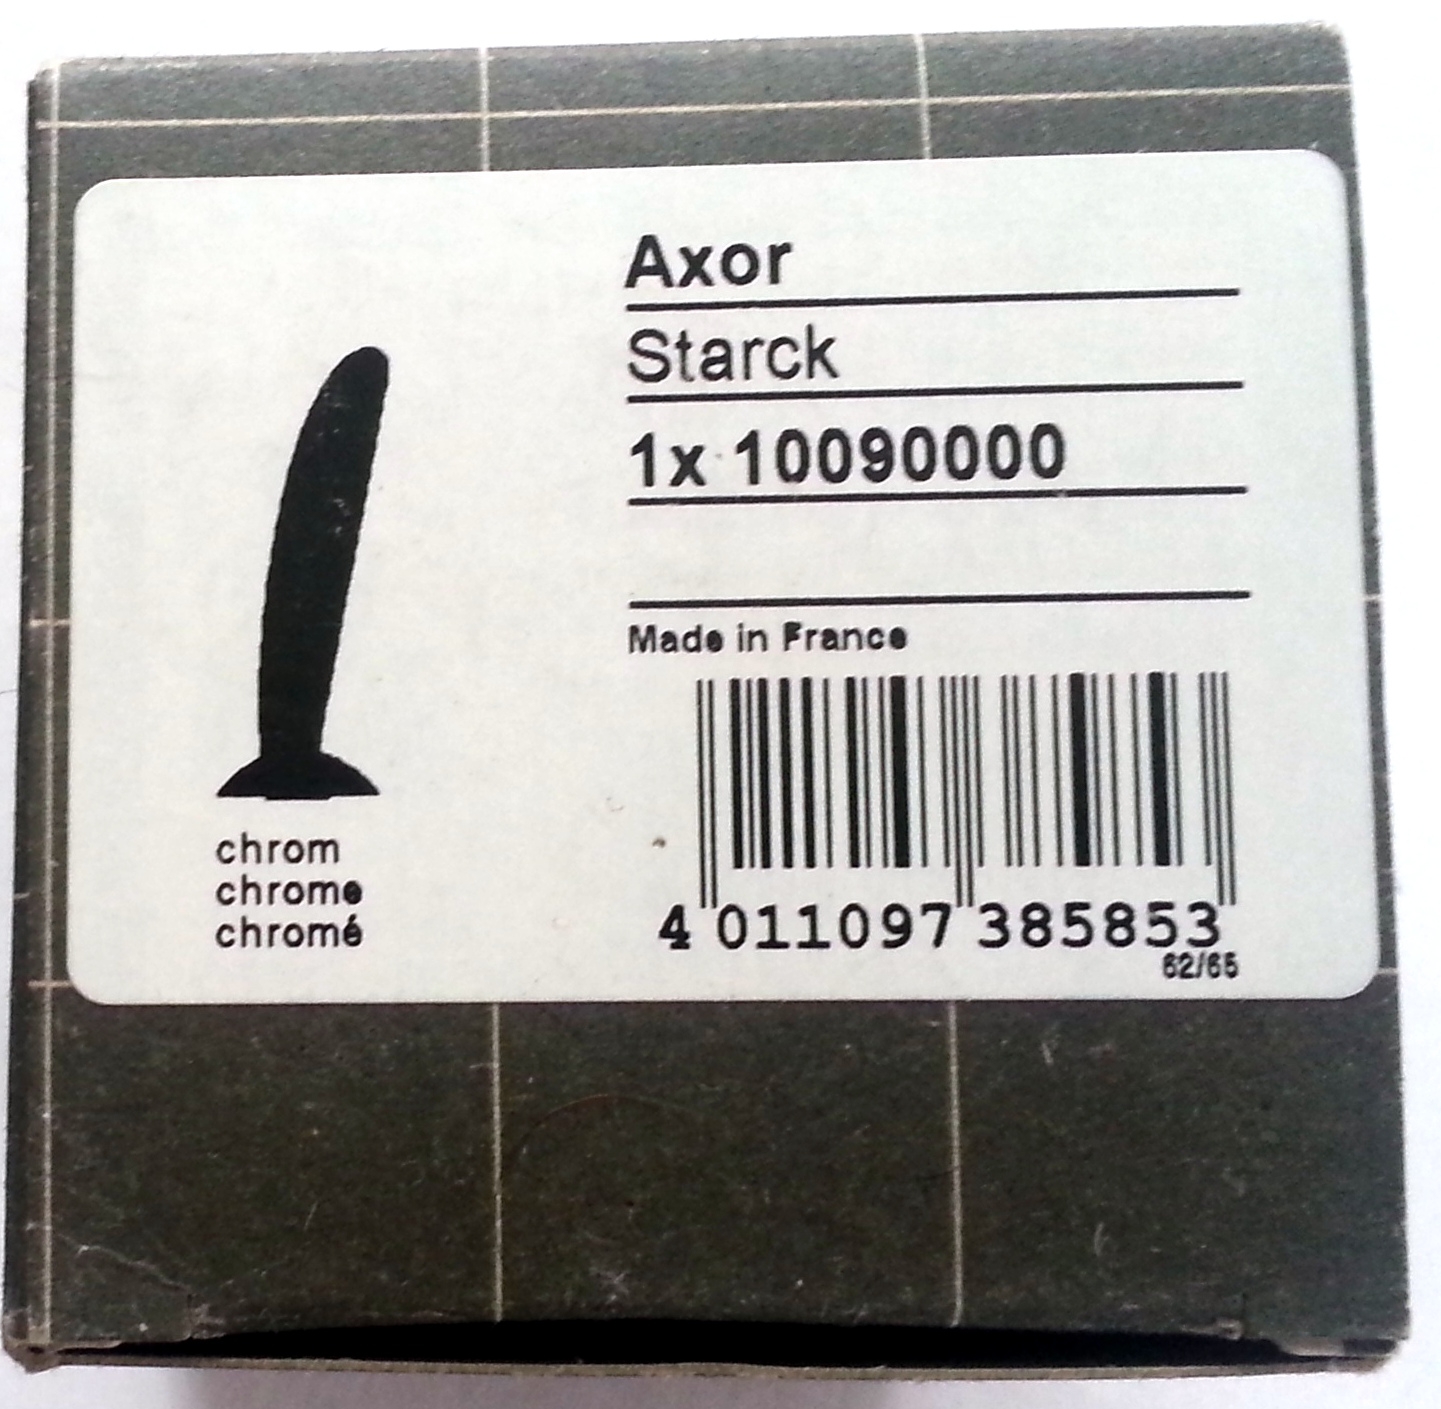 Axor
Starck
1x 10090000
Made in France
chrom
chrome
chromé
4 011097 385853
62/65